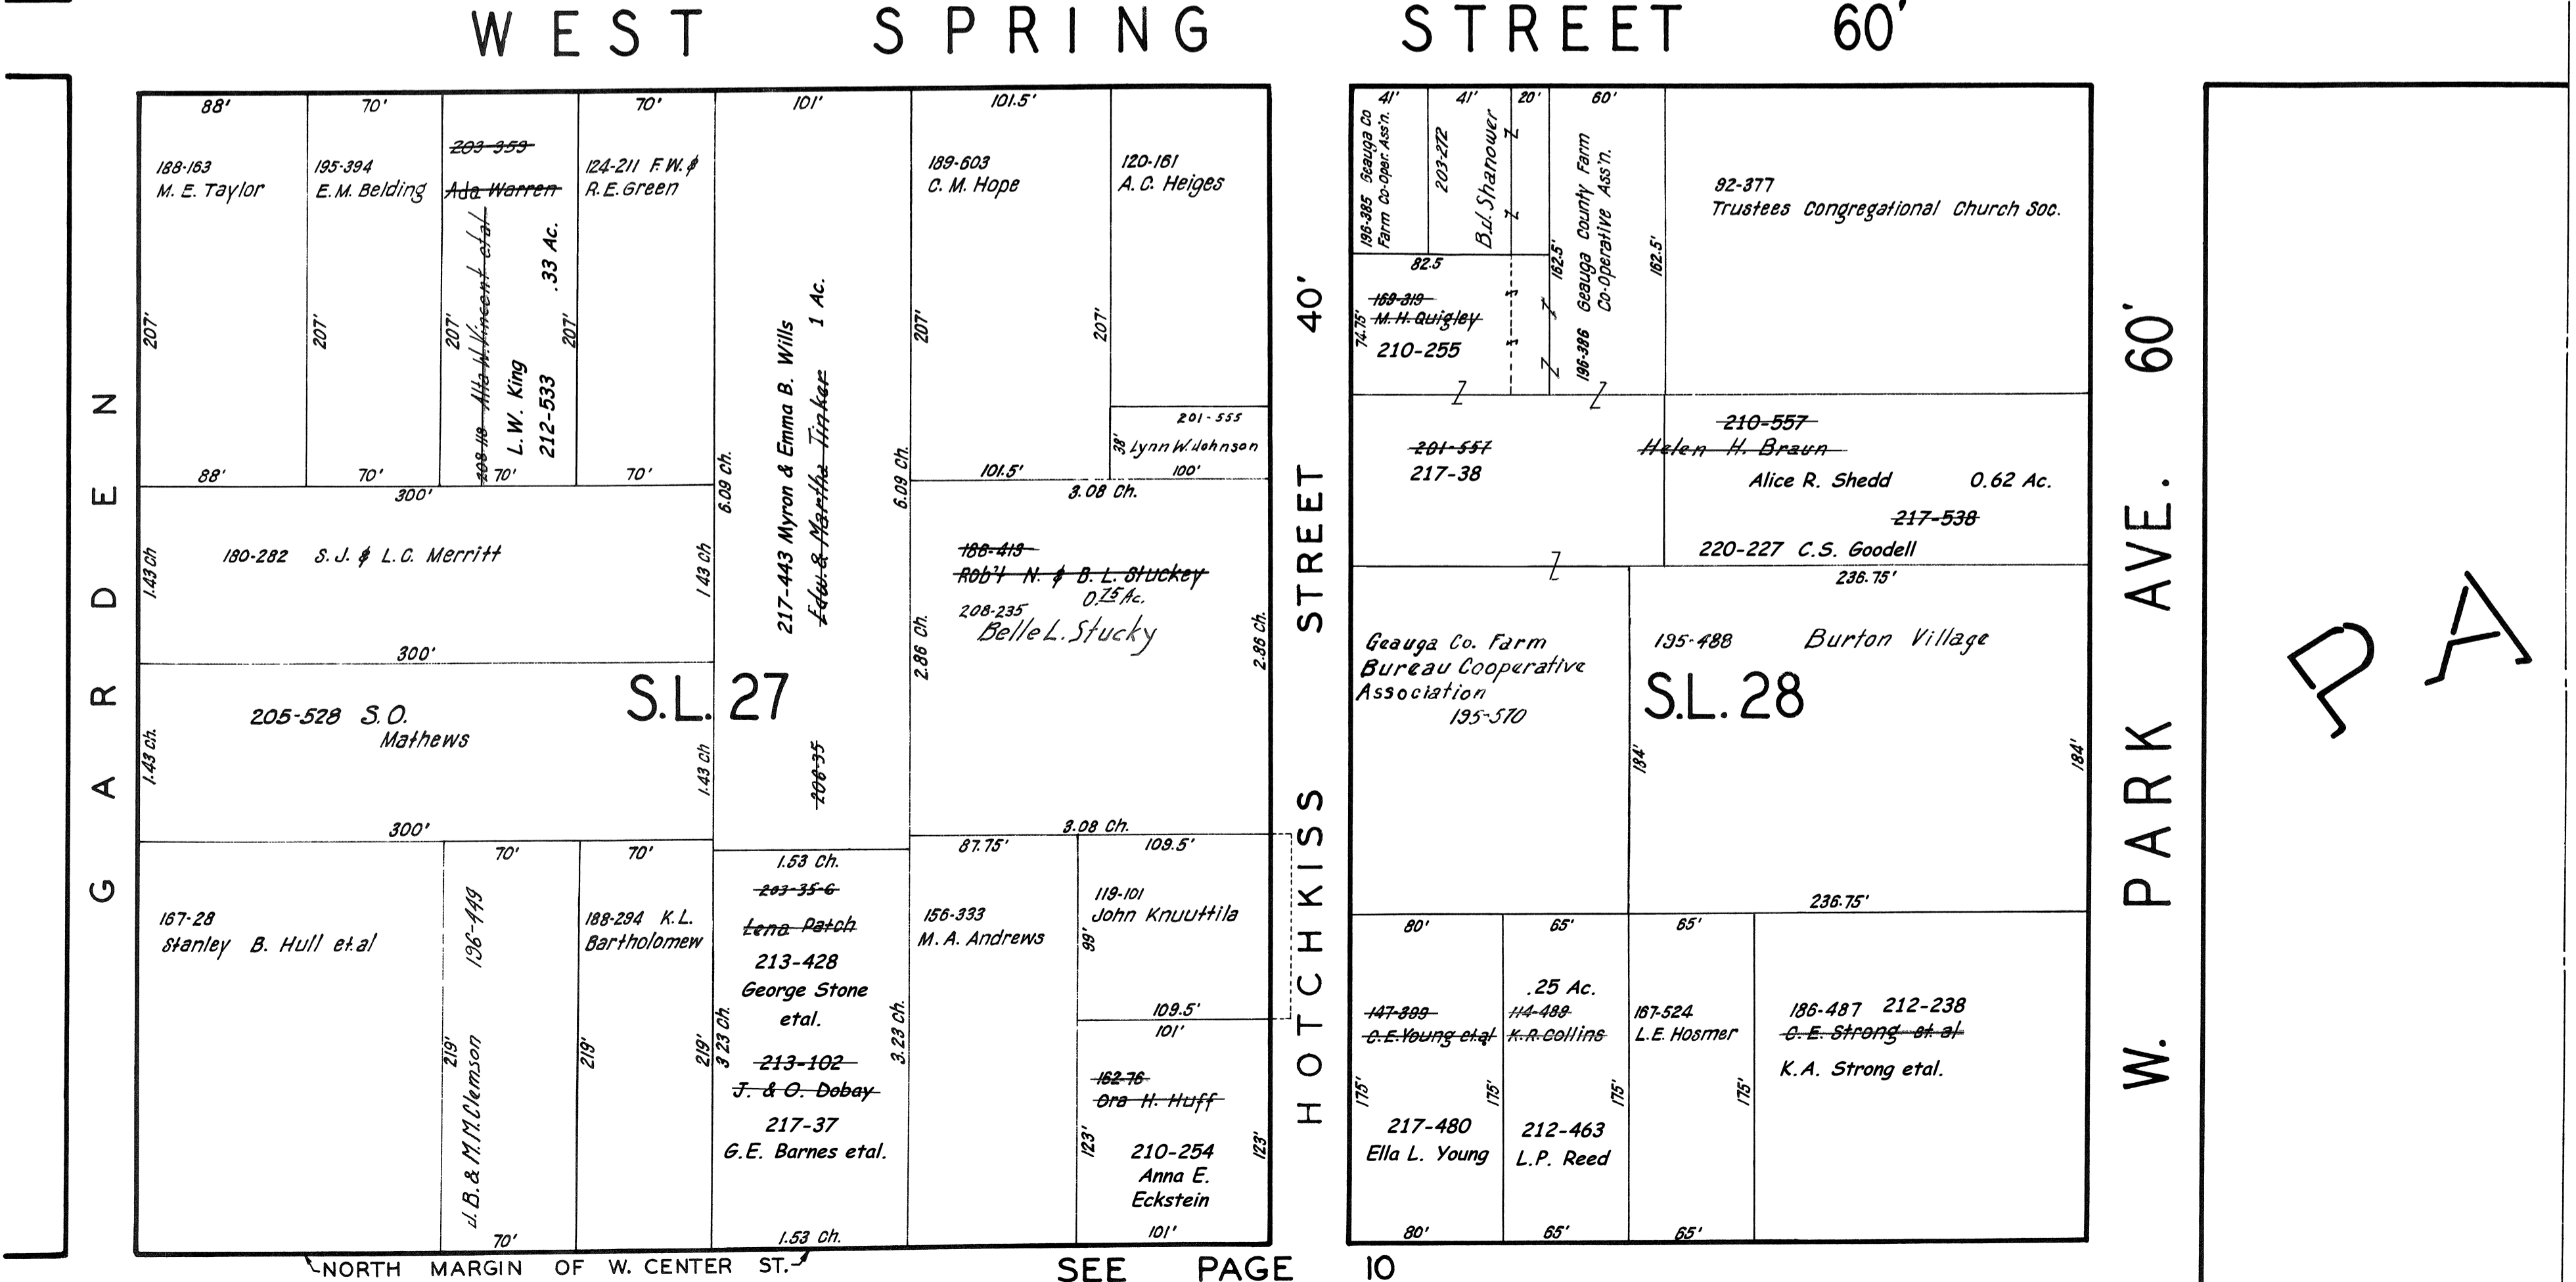 WEST SPRING STREET 60'
GARDEN
88'
188-163
M. E. Taylor
207'
88'
70'
195-394
E.M. Belding
207'
70'
203-359
Ada Warren
208-118 Alta W. Vincent et al
L.W. King
212-533 .33 Ac.
207'
207'
70'
70'
124-211 F.W. &
R.E. Green
70'
300'
1.43 Ch
180-282 S.J. & L.C. Merritt
1 43 Ch
300'
1.43 Ch.
205-528 S.O.
Mathews
1.43 Ch
300'
S.L. 27
167-28
Stanley B. Hull et.al
70'
J.B. & M.M. Clemson 196-449
219'
70'
70'
188-294 K.L.
Bartholomew
219'
219'
101'
217-443 Myron & Emma B. Wills 1 Ac.
Edw. & Martha Tinker
206-35
6.09 Ch.
6.09 Ch.
1.53 Ch.
203-35-6
Lena Patch
213-428
George Stone
etal.
213-102
J. & O. Dobay
217-37
G.E. Barnes etal.
3 23 Ch.
3.23 Ch.
1.53 Ch.
101.5'
189-603
C. M. Hope
207'
207'
101.5'
120-161
A.C. Heiges
201-555
38' Lynn W. Johnson
100'
3.08 Ch.
186-413
Rob't N. & B. L. Stuckey
0.75 Ac.
208-235
Belle L. Stucky
2.86 Ch.
2.86 Ch.
3.08 Ch.
87.75'
156-333
M. A. Andrews
109.5'
119-101
John Knuuttila
99'
109.5'
101'
162-76
Ora H. Huff
210-254
Anna E.
Eckstein
123'
123'
101'
HOTCHKISS STREET 40'
41'
196-385 Geauga Co
Farm Co-Oper. Ass'n.
41'
203-272
B.J. Shanower
20'
60'
162.5'
196-386 Geauga County Farm
Co-Operative Ass'n.
162.5'
82.5
169-319
M. H. Quigley
74.75'
210-255
92-377
Trustees Congregational Church Soc.
201-557
217-38
210-557
Helen H. Braun
Alice R. Shedd 0.62 Ac.
217-538
220-227 C.S. Goodell
236.75'
Geauga Co. Farm
Bureau Cooperative
Association
195-570
195-488 Burton Village
S.L. 28
184'
184'
236.75'
80'
147-399
C.E. Young et.al
175'
217-480
Ella L. Young
80'
65'
.25 Ac.
114-489
K.R. Collins
175'
212-463
L.P. Reed
65'
65'
167-524
L.E. Hosmer
175'
175'
65'
186-487 212-238
C. E. Strong et. al
K.A. Strong etal.
W. PARK AVE. 60'
PA
NORTH MARGIN OF W. CENTER ST.
SEE PAGE 10